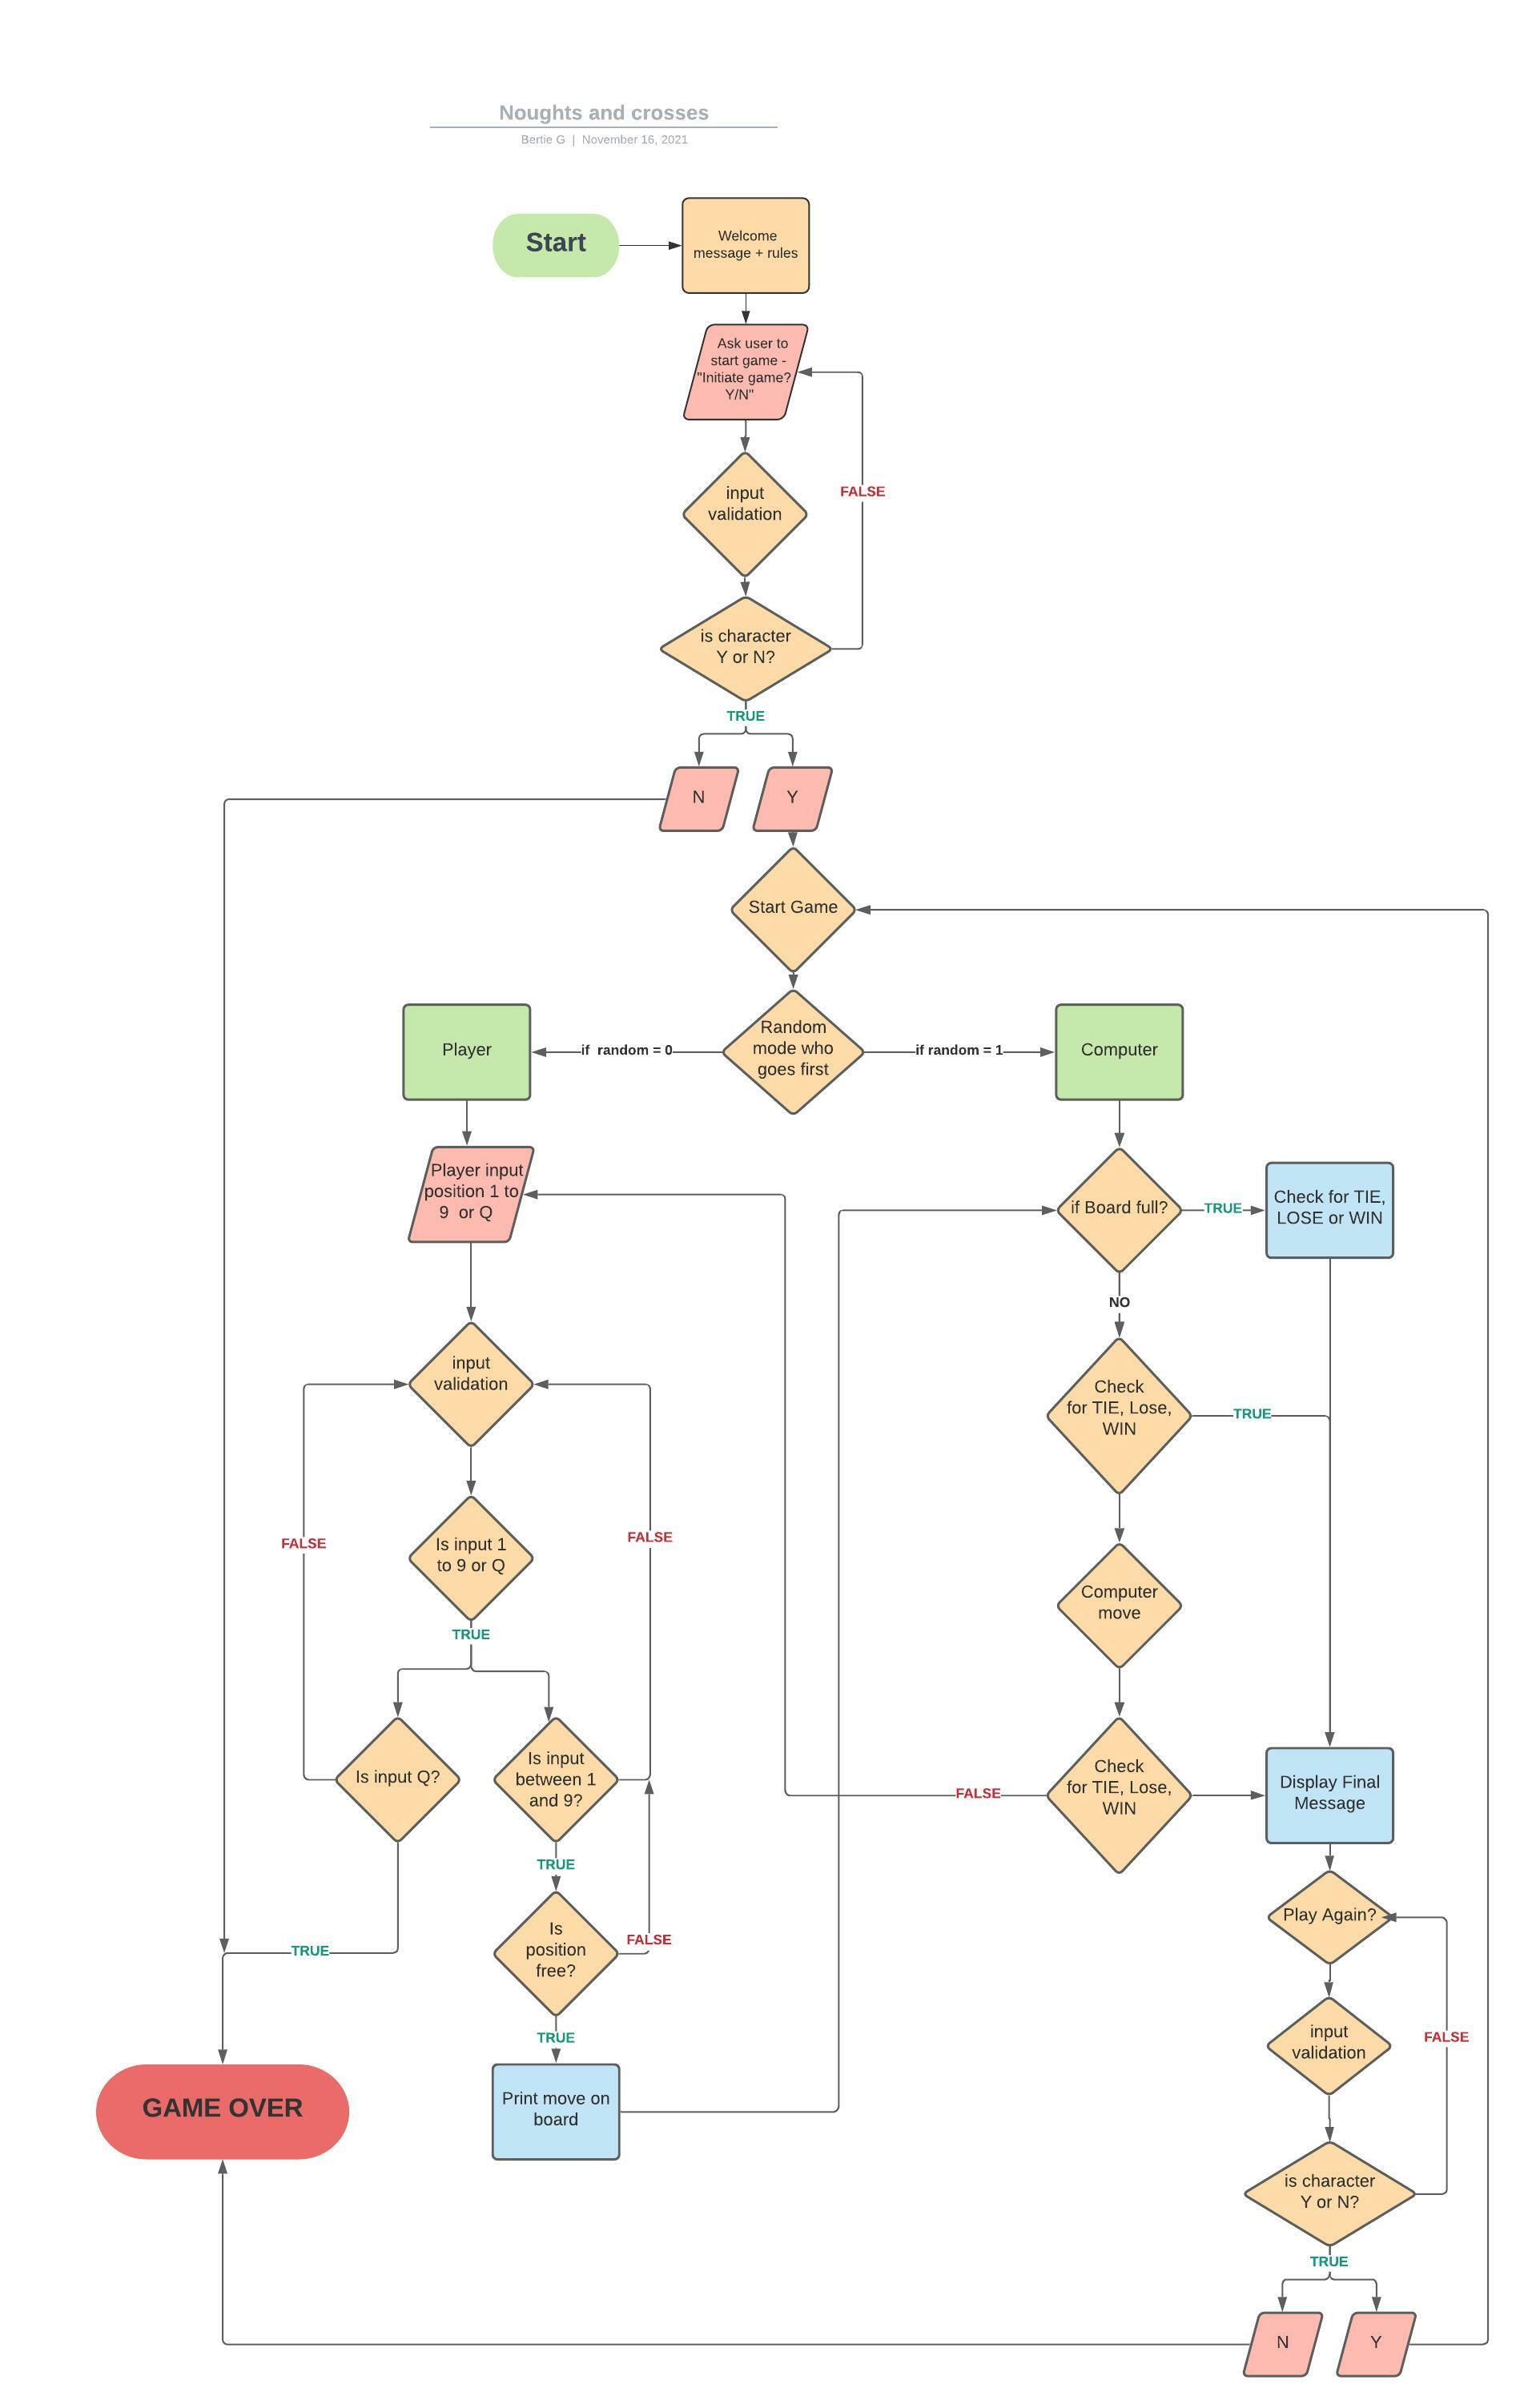 Noughts and crosses
Bertie G | November 16, 2021
Start
Welcome
message + rules
Ask user to
start game -
"Initiate game?
Y/N"
input
validation
FALSE
is character
Y or N?
TRUE
N
Y
Start Game
Player
if random = 0
Random
mode who
goes first
if random = 1
Computer
Player input
position 1 to
9 or Q
if Board full?
TRUE
Check for TIE,
LOSE or WIN
NO
input
validation
Check
for TIE, Lose,
WIN
TRUE
FALSE
Is input 1
to 9 or Q
FALSE
Computer
move
TRUE
Is input Q?
Is input
between 1
and 9?
FALSE
Check
for TIE, Lose,
WIN
Display Final
Message
TRUE
Play Again?
TRUE
Is
position
free?
FALSE
input
validation
FALSE
TRUE
GAME OVER
Print move on
board
is character
Y or N?
TRUE
N
Y